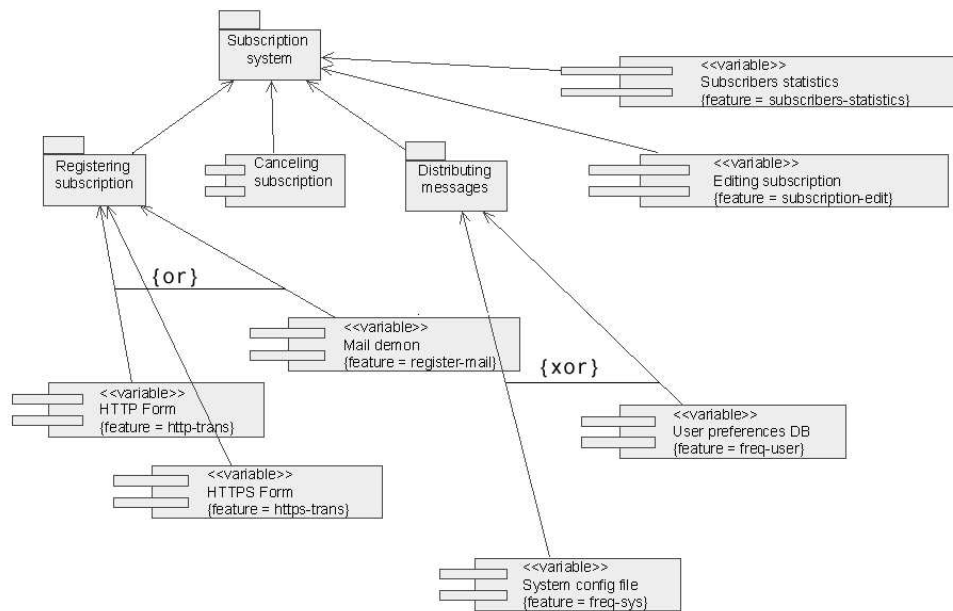 Subscription
system
<<variable>>
Subscribers statistics
{feature = subscribers-statistics}
Registering
subscription
Canceling
subscription
Distributing
messages
<<variable>>
Editing subscription
{feature = subscription-edit}
{or}
<<variable>>
Mail demon
{feature = register-mail}
{xor}
<<variable>>
HTTP Form
{feature = http-trans}
<<variable>>
User preferences DB
{feature = freq-user}
<<variable>>
HTTPS Form
{feature = https-trans}
<<variable>>
System config file
{feature = freq-sys}